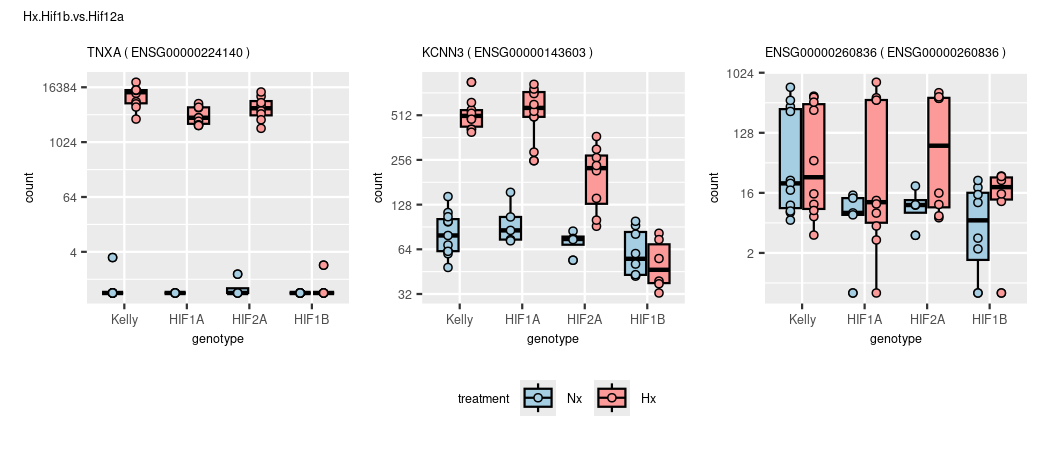 Hx.Hif1b.vs.Hif12a
TNXA ( ENSG00000224140 )
count
16384
1024
64
4
Kelly HIF1A HIF2A HIF1B
genotype
KCNN3 ( ENSG00000143603 )
count
512
256
128
64
32
Kelly HIF1A HIF2A HIF1B
genotype
ENSG00000260836 ( ENSG00000260836 )
count
1024
128
16
2
Kelly HIF1A HIF2A HIF1B
genotype
treatment Nx Hx